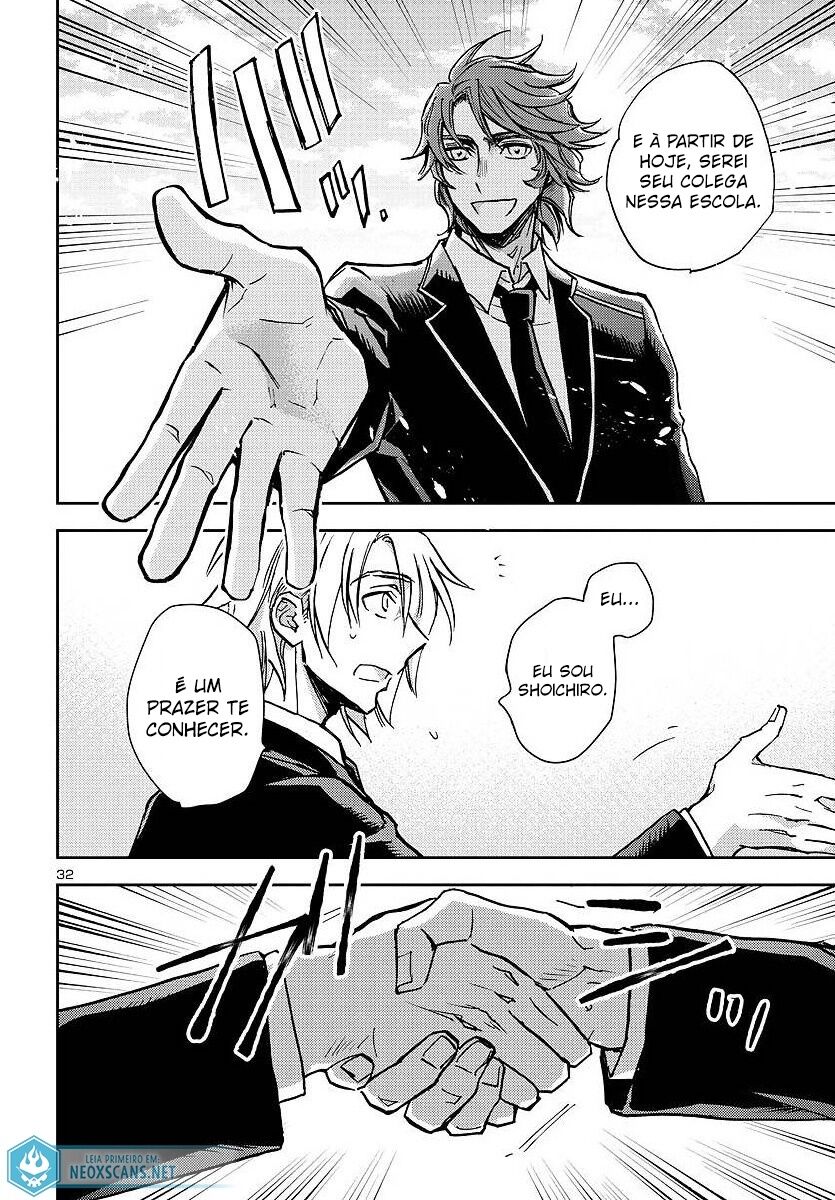 E À PARTIR DE
HOJE, SEREI
SEU COLEGA
NESSA ESCOLA.
EU...
EU SOU
SHOICHIRO.
É UM
PRAZER TE
CONHECER.
32
LEIA PRIMEIRO EM:
NEOXSCANS.NET